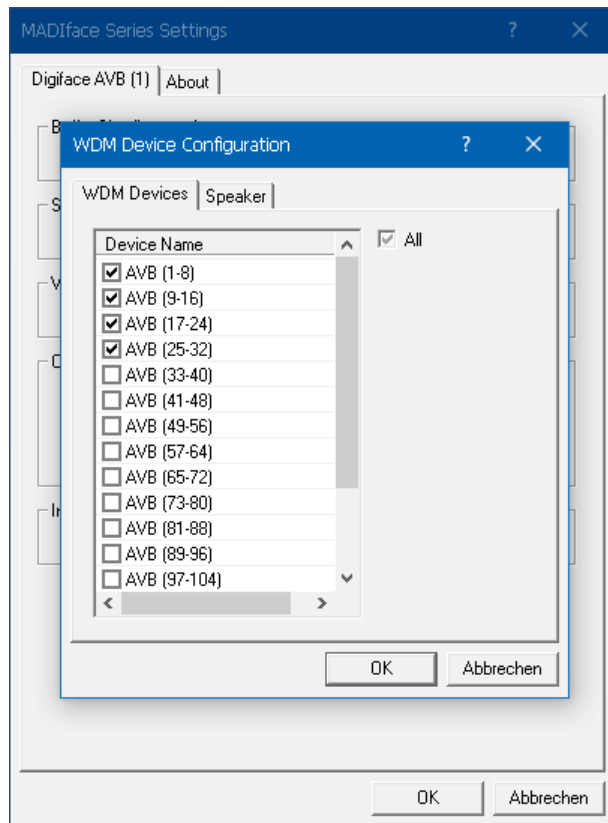 MADIface Series Settings
Digiface AVB (1) About
WDM Device Configuration
WDM Devices Speaker
Device Name
All
AVB (1-8)
AVB (9-16)
AVB (17-24)
AVB (25-32)
AVB (33-40)
AVB (41-48)
AVB (49-56)
AVB (57-64)
AVB (65-72)
AVB (73-80)
AVB (81-88)
AVB (89-96)
AVB (97-104)
OK Abbrechen
OK Abbrechen